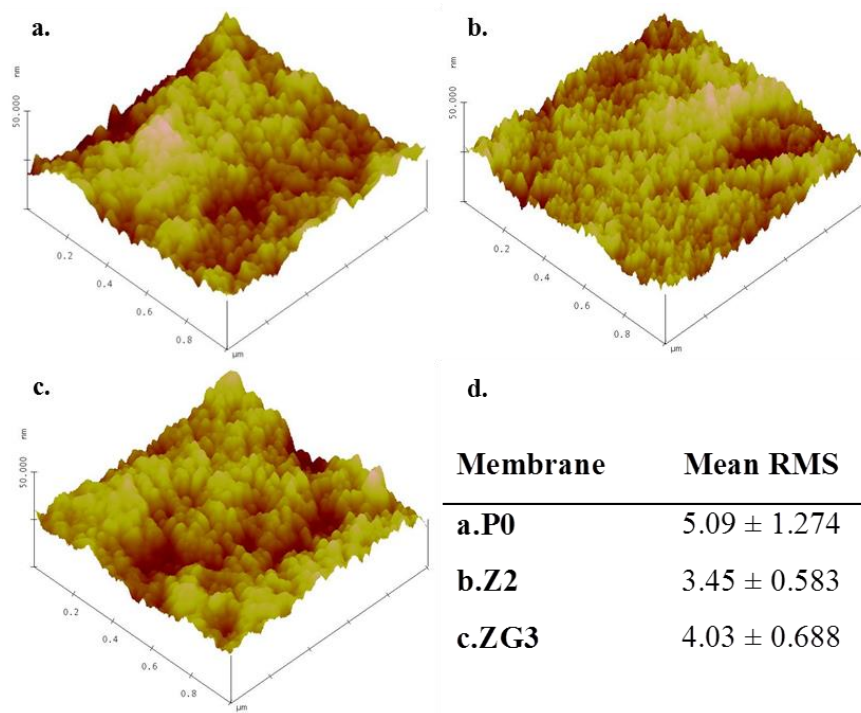 a.
nm
50.000
0.2
0.4
0.6
0.8
µm
b.
nm
50.000
0.2
0.4
0.6
0.8
µm
c.
nm
50.000
0.2
0.4
0.6
0.8
µm
d.
Membrane Mean RMS
a.P0 5.09 ± 1.274
b.Z2 3.45 ± 0.583
c.ZG3 4.03 ± 0.688